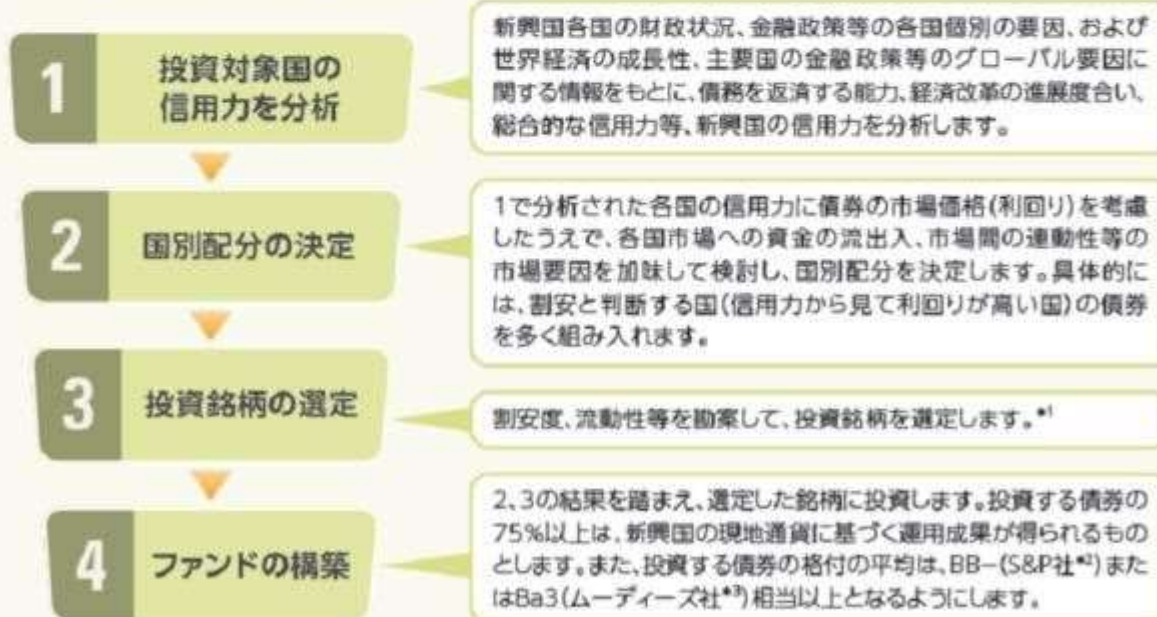 1
投資対象国の
信用力を分析
新興国各国の財政状況、金融政策等の各国個別の要因、および
世界経済の成長性、主要国の金融政策等のグローバル要因に
関する情報をもとに、債務を返済する能力、経済改革の進展度合い、
総合的な信用力等、新興国の信用力を分析します。
2
国別配分の決定
1で分析された各国の信用力に債券の市場価格(利回り)を考慮
したうえで、各国市場への資金の流出入、市場間の連動性等の
市場要因を加味して検討し、国別配分を決定します。具体的に
は、割安と判断する国(信用力から見て利回りが高い国)の債券
を多く組み入れます。
3
投資銘柄の選定
割安度、流動性等を勘案して、投資銘柄を選定します。*1
4
ファンドの構築
2、3の結果を踏まえ、選定した銘柄に投資します。投資する債券の
75%以上は、新興国の現地通貨に基づく運用成果が得られるもの
とします。また、投資する債券の格付の平均は、BB−(S&P社*2)また
はBa3(ムーディーズ社*3)相当以上となるようにします。